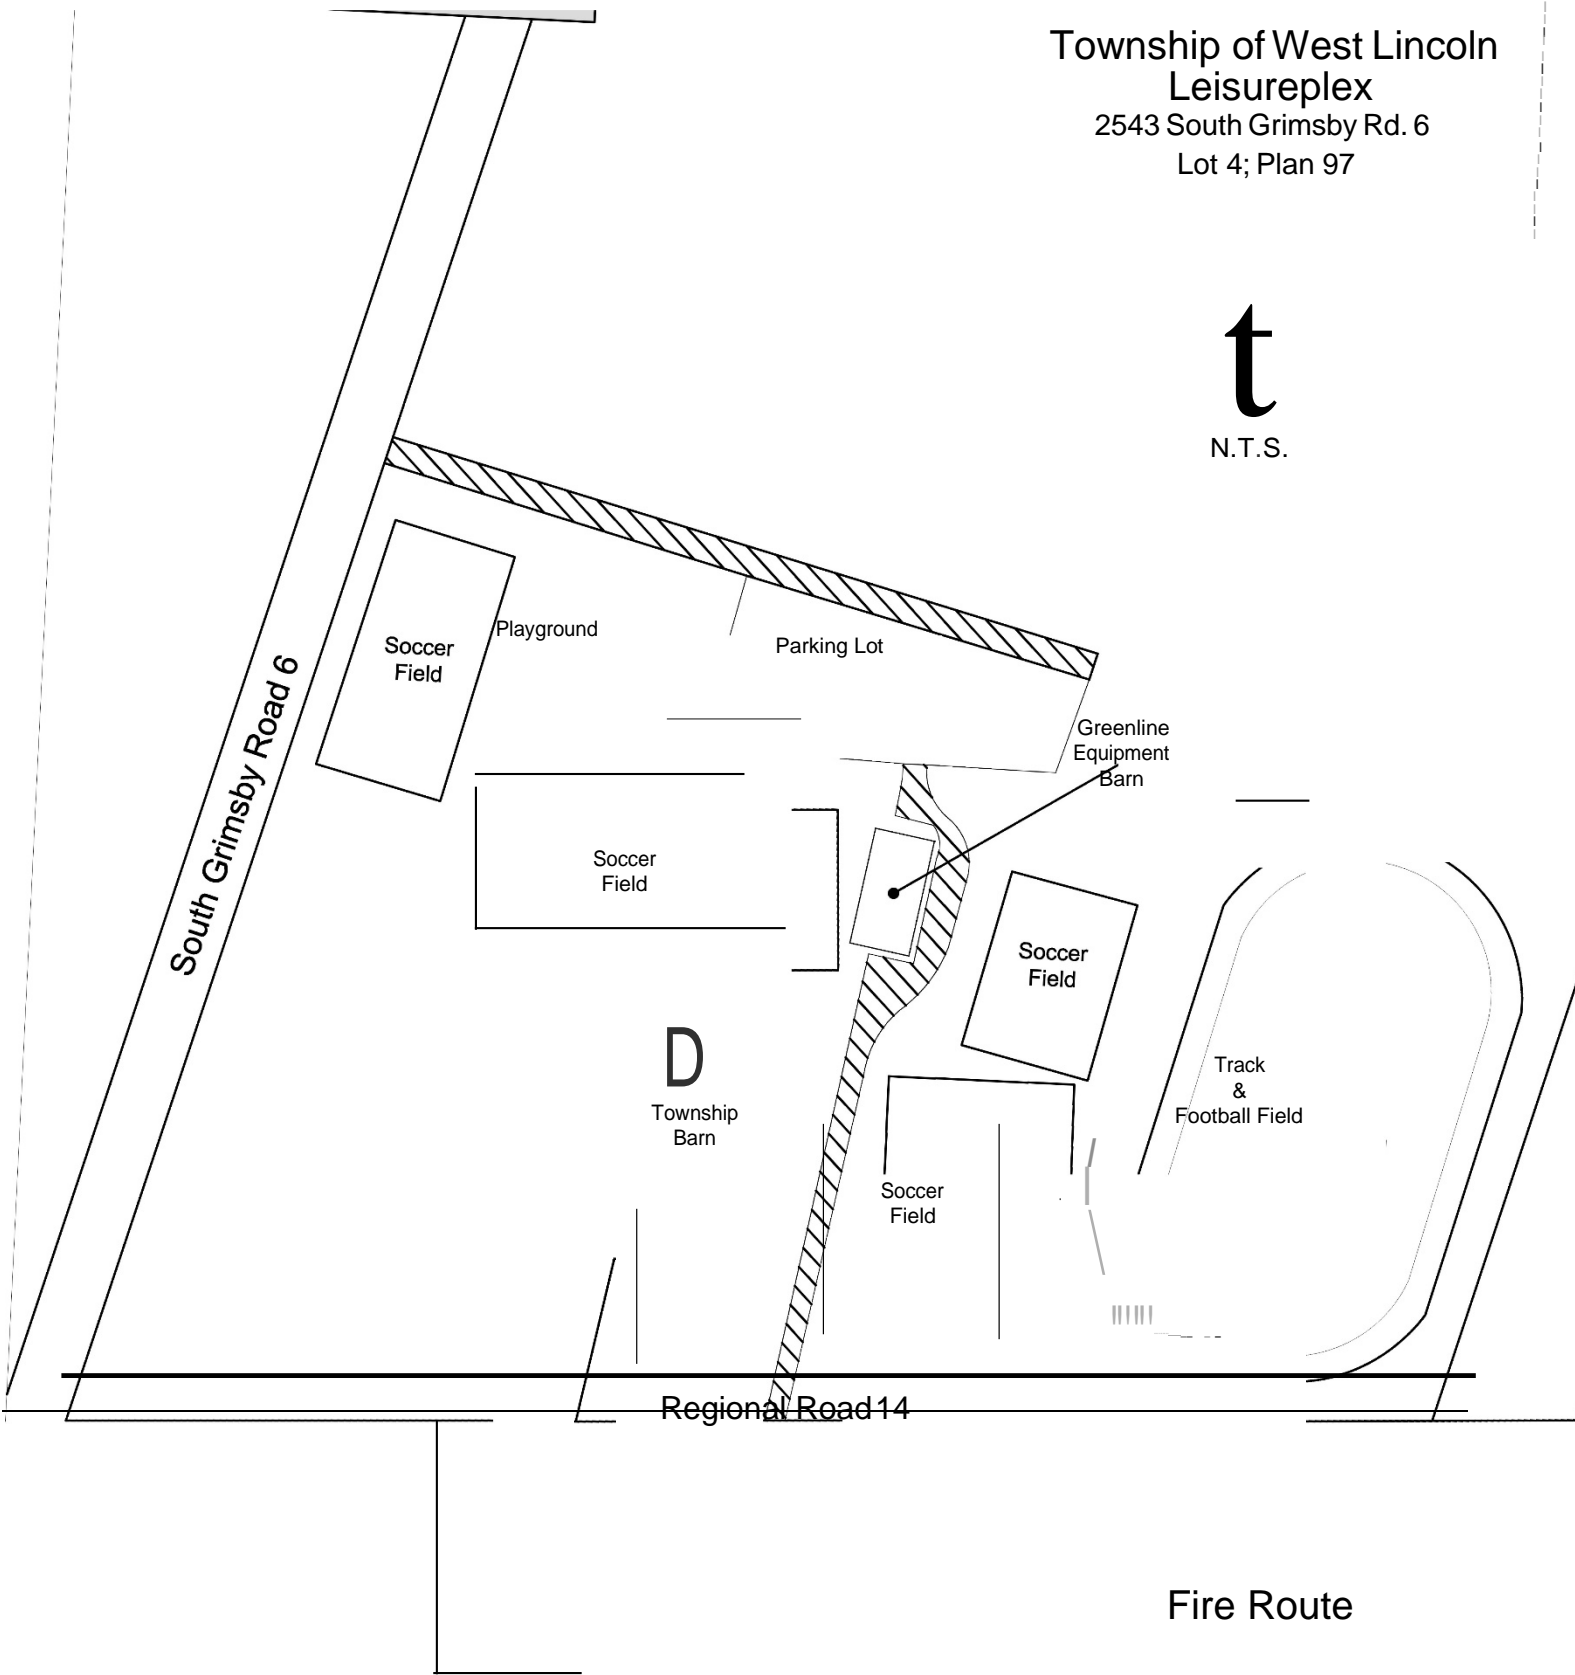 Township of West Lincoln
Leisureplex
2543 South Grimsby Rd. 6
Lot 4; Plan 97
t
N.T.S.
Soccer
Field
Playground
Parking Lot
South Grimsby Road 6
Greenline
Equipment
Barn
Soccer
Field
Soccer
Field
D
Township
Barn
Track
&
Football Field
Soccer
Field
Regional Road 14
Fire Route